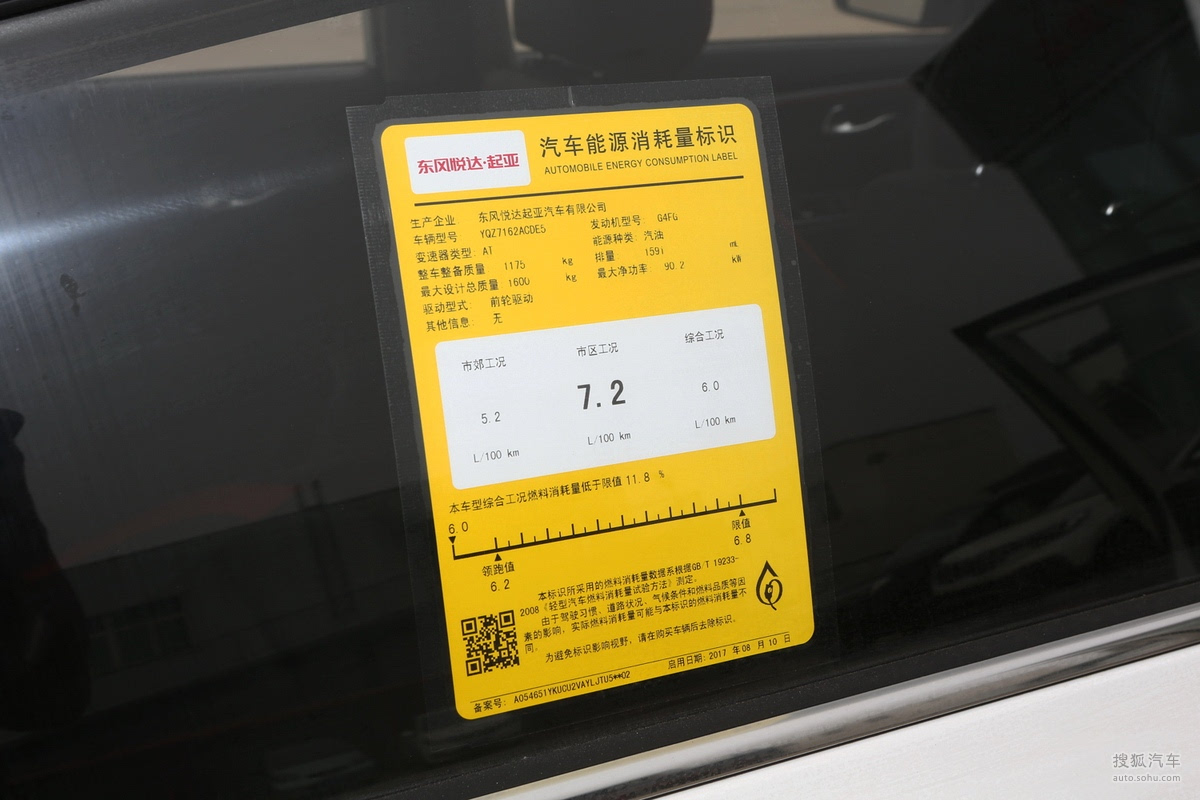 东风悦达·起亚
汽车能源消耗量标识
AUTOMOBILE ENERGY CONSUMPTION LABEL
生产企业 东风悦达起亚汽车有限公司
车辆型号 YQZ7162ACDE5 发动机型号: G4FG
变速器类型: AT 能源种类: 汽油
整车整备质量 1175 kg 排量 1591 mL
最大设计总质量 1600 kg 最大净功率: 90.2 kW
驱动型式: 前轮驱动
其他信息: 无
市郊工况 市区工况 综合工况
5.2 7.2 6.0
L/100 km L/100 km L/100 km
本车型综合工况燃料消耗量低于限值 11.8 %
6.0
领跑值 限值
6.2 6.8
本标识所采用的燃料消耗量数据系根据GB/T 19233-
2008《轻型汽车燃料消耗量试验方法》测定。
由于驾驶习惯、道路状况、气候条件和燃料品质等因
素的影响，实际燃料消耗量可能与本标识的燃料消耗量不
同。
为避免标识影响视野，请在购买车辆后去除标识。
备案号: A054651YKUCU2VAYLJTU5**02 启用日期: 2017 年 08 月 10 日
搜狐汽车
auto.sohu.com